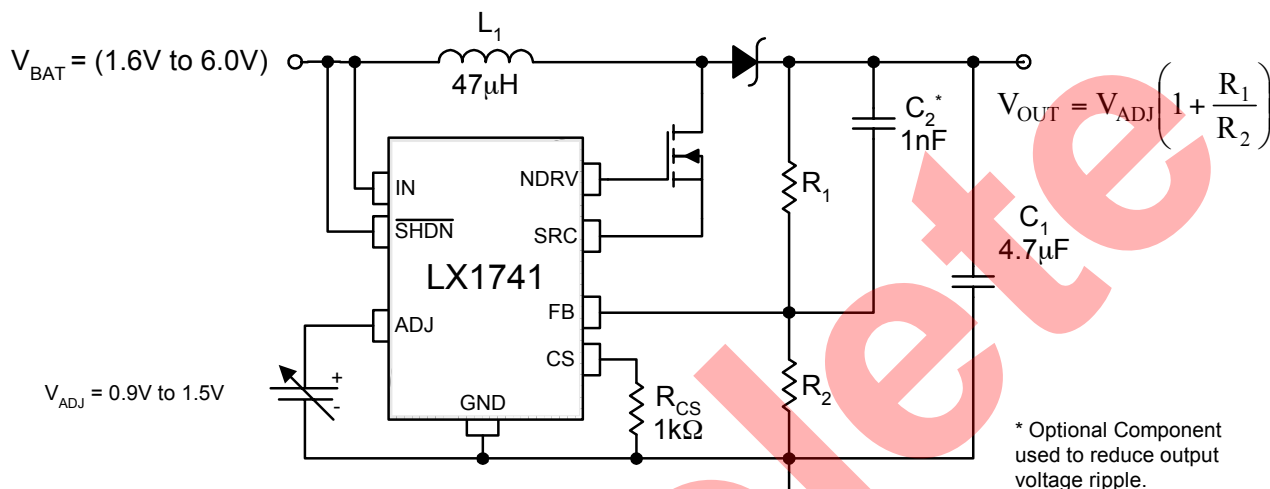 L1
VBAT = (1.6V to 6.0V)
47µH
VOUT = VADJ(1 + R1/R2)
C2*
1nF
IN
NDRV
R1
SHDN
SRC
C1
4.7µF
LX1741
ADJ
FB
CS
VADJ = 0.9V to 1.5V
+
-
GND
RCS
1kΩ
R2
* Optional Component
used to reduce output
voltage ripple.
lete